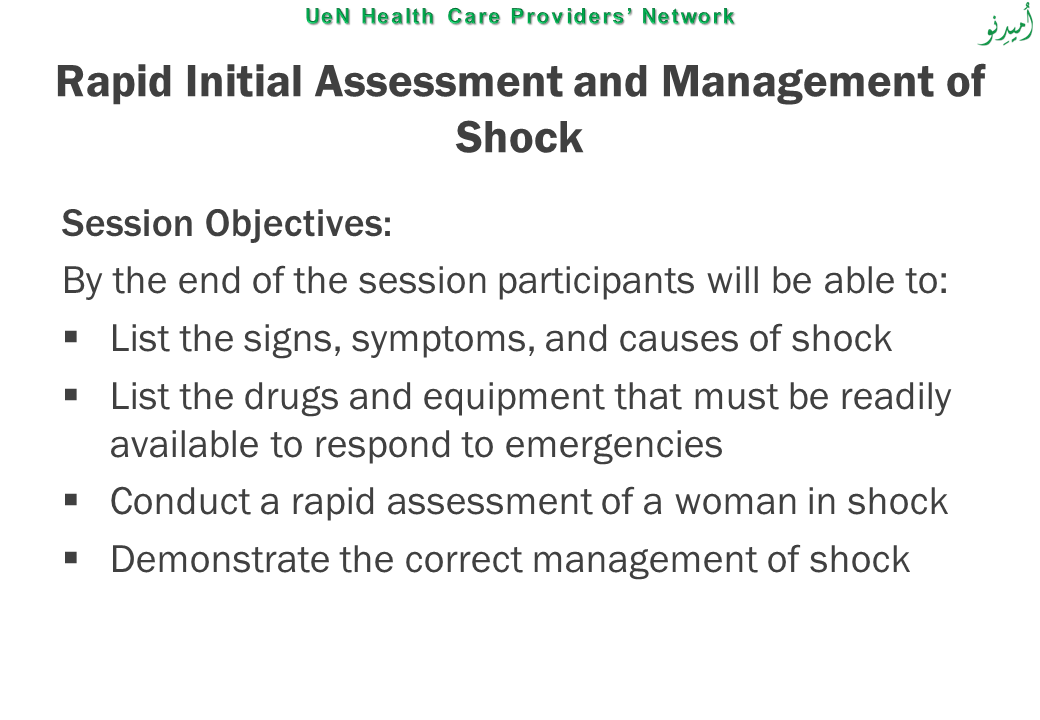 UeN Health Care Providers’ Network
اُميدِنو
Rapid Initial Assessment and Management of
Shock
Session Objectives:
By the end of the session participants will be able to:
▪ List the signs, symptoms, and causes of shock
▪ List the drugs and equipment that must be readily
available to respond to emergencies
▪ Conduct a rapid assessment of a woman in shock
▪ Demonstrate the correct management of shock